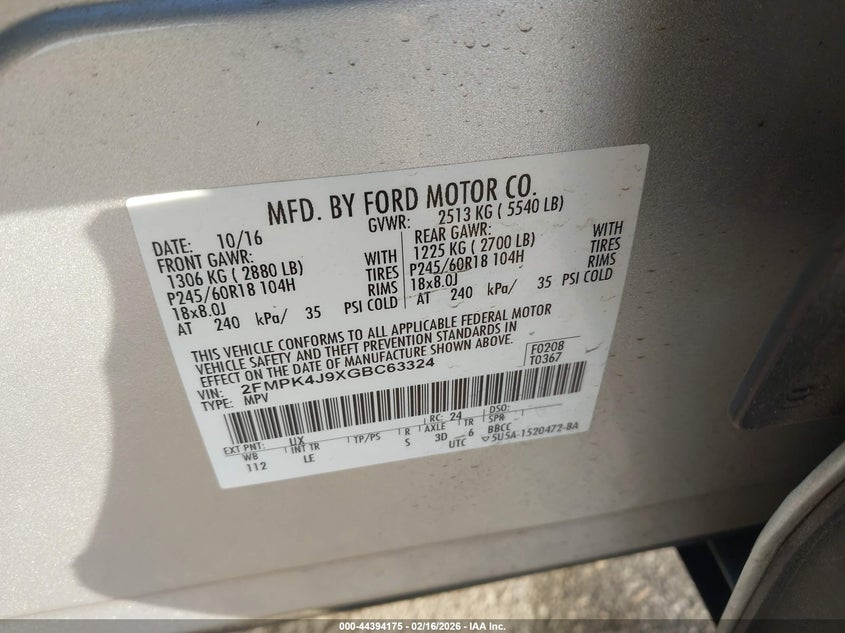 MFD. BY FORD MOTOR CO.
DATE: 10/16 GVWR: 2513 KG ( 5540 LB)
FRONT GAWR: REAR GAWR:
1306 KG ( 2880 LB) WITH 1225 KG ( 2700 LB) WITH
P245/60R18 104H TIRES P245/60R18 104H TIRES
18x8.0J RIMS 18x8.0J RIMS
AT 240 kPa/ 35 PSI COLD AT 240 kPa/ 35 PSI COLD
THIS VEHICLE CONFORMS TO ALL APPLICABLE FEDERAL MOTOR
VEHICLE SAFETY AND THEFT PREVENTION STANDARDS IN
EFFECT ON THE DATE OF MANUFACTURE SHOWN ABOVE.
F0208
T0367
VIN: 2FMPK4J9XGBC63324
TYPE: MPV
EXT PNT: UX RC: 24 DSO:
WB INT TR TP/PS R AXLE TR SPR
112 LE S 3D 6 BBCC
UTC ▽5U5A-1520472-BA
000-44394175 - 02/16/2026 - IAA Inc.